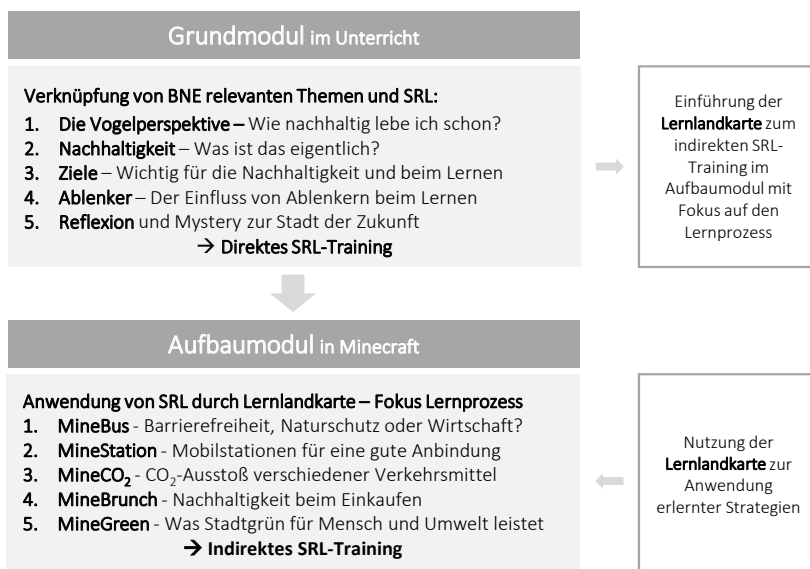 Grundmodul im Unterricht
Verknüpfung von BNE relevanten Themen und SRL:
1. Die Vogelperspektive – Wie nachhaltig lebe ich schon?
2. Nachhaltigkeit – Was ist das eigentlich?
3. Ziele – Wichtig für die Nachhaltigkeit und beim Lernen
4. Ablenker – Der Einfluss von Ablenkern beim Lernen
5. Reflexion und Mystery zur Stadt der Zukunft
→ Direktes SRL-Training
Einführung der
Lernlandkarte zum
indirekten SRL-
Training im
Aufbaumodul mit
Fokus auf den
Lernprozess
Aufbaumodul in Minecraft
Anwendung von SRL durch Lernlandkarte – Fokus Lernprozess
1. MineBus - Barrierefreiheit, Naturschutz oder Wirtschaft?
2. MineStation - Mobilstationen für eine gute Anbindung
3. MineCO₂ - CO₂-Ausstoß verschiedener Verkehrsmittel
4. MineBrunch - Nachhaltigkeit beim Einkaufen
5. MineGreen - Was Stadtgrün für Mensch und Umwelt leistet
→ Indirektes SRL-Training
Nutzung der
Lernlandkarte zur
Anwendung
erlernter Strategien